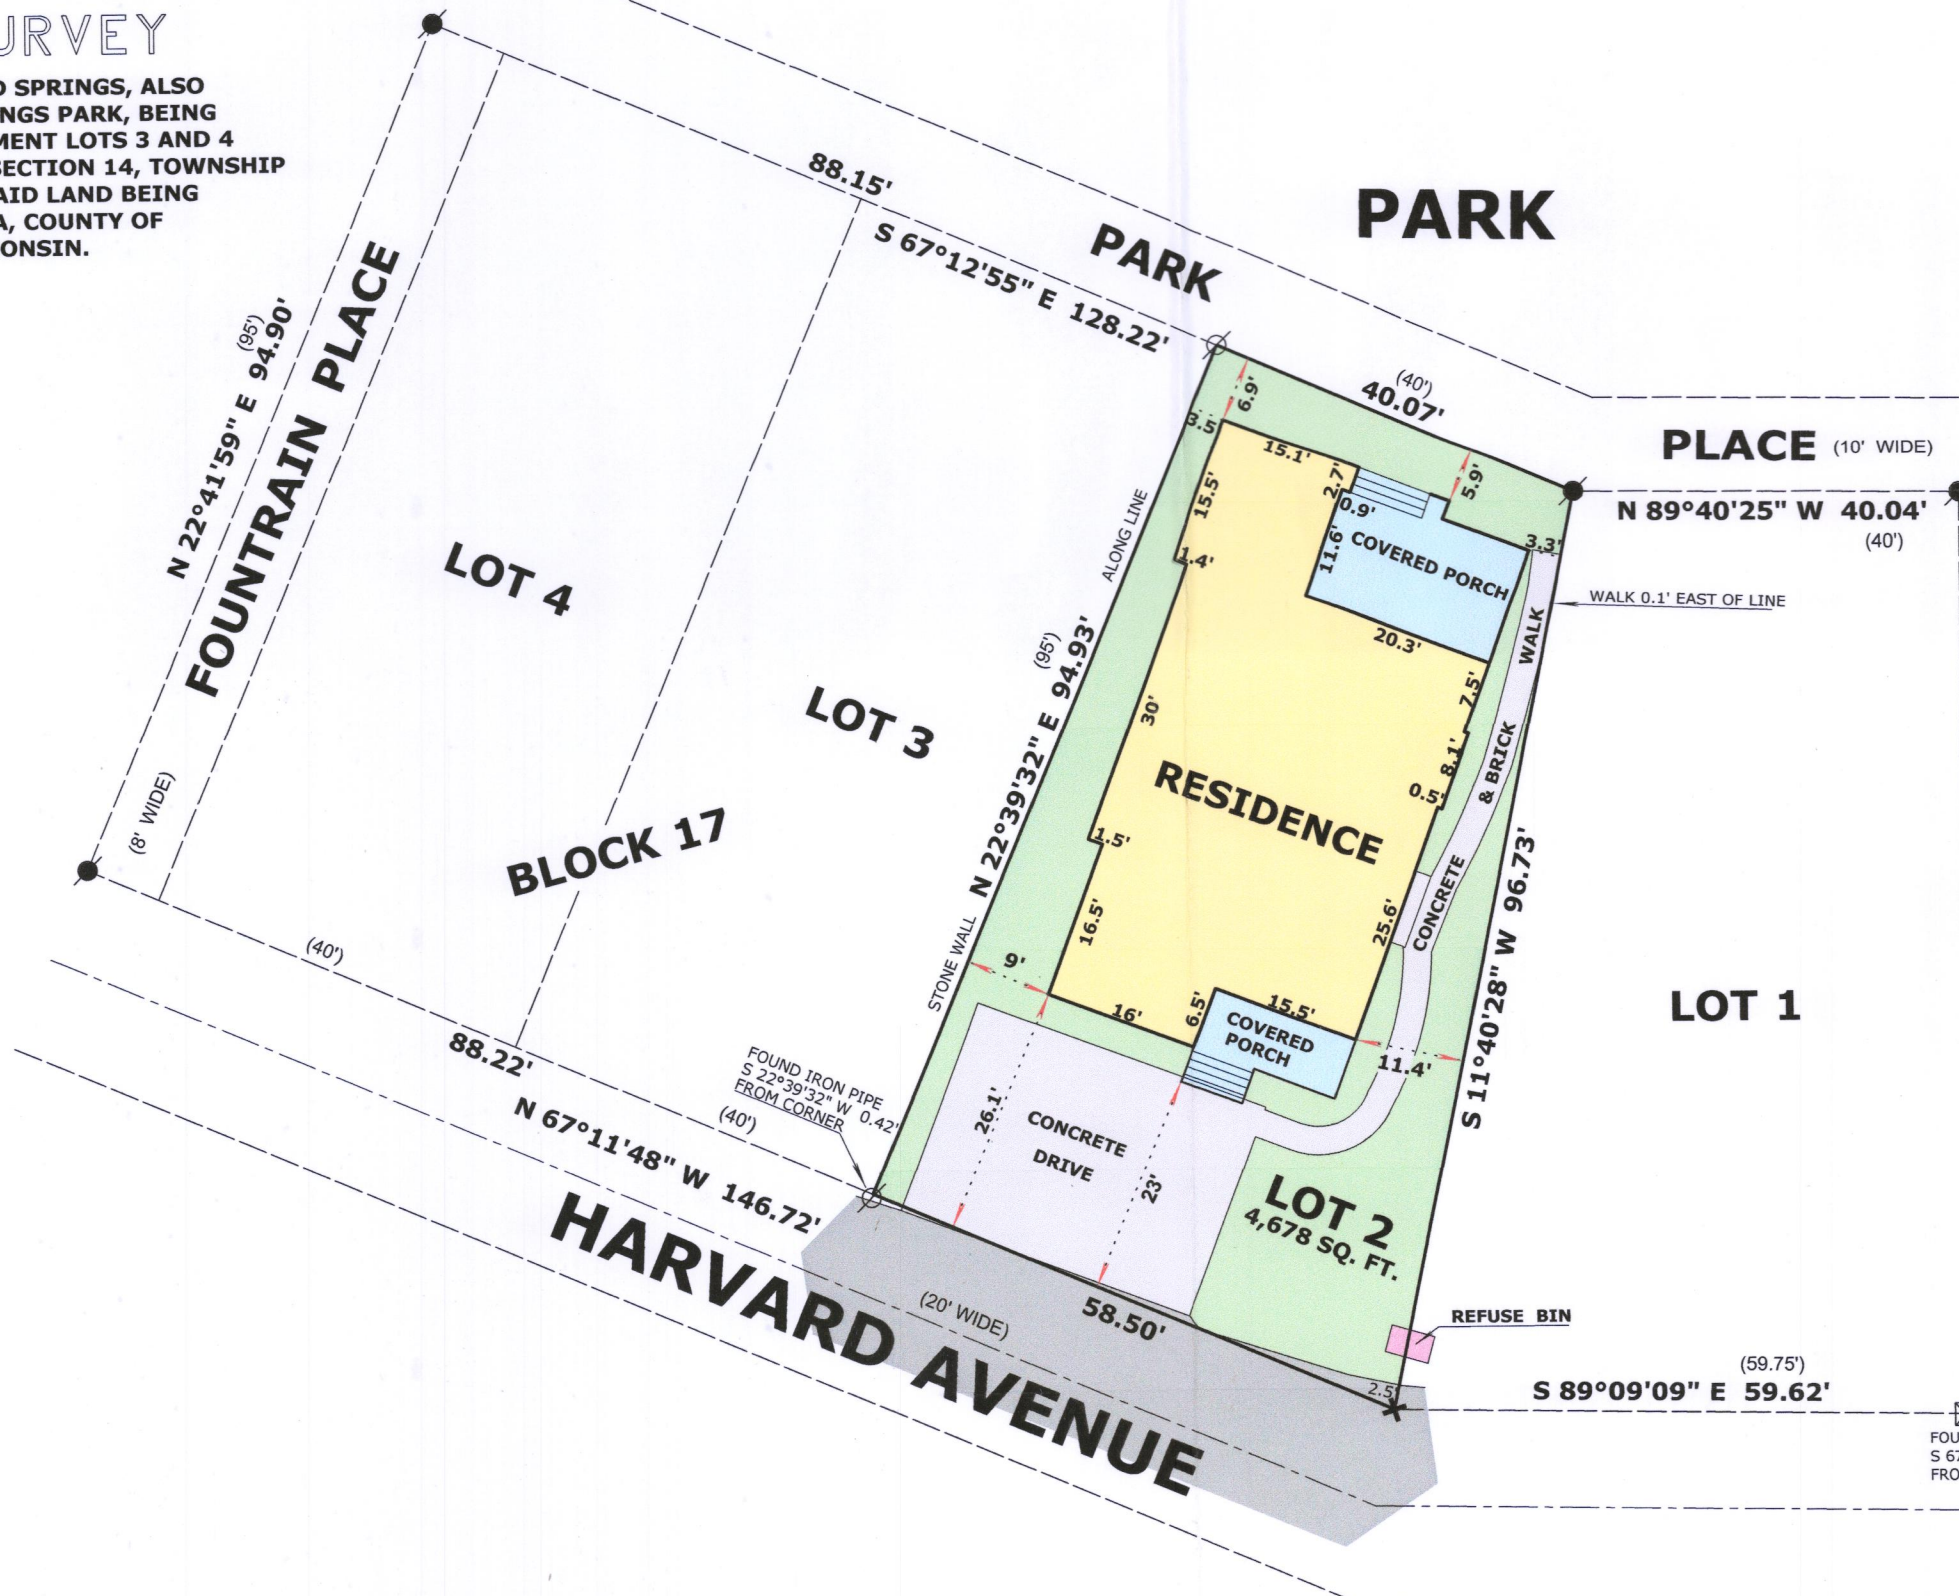 URVEY
D SPRINGS, ALSO
NGS PARK, BEING
MENT LOTS 3 AND 4
SECTION 14, TOWNSHIP
AID LAND BEING
A, COUNTY OF
ONSIN.
88.15'
S 67°12'55" E 128.22'
PARK
PARK
PLACE (10' WIDE)
N 89°40'25" W 40.04'
(40')
(40')
40.07'
(95')
N 22°41'59" E 94.90'
FOUNTRAIN PLACE
(8' WIDE)
LOT 4
LOT 3
BLOCK 17
ALONG LINE
(95')
N 22°39'32" E 94.93'
STONE WALL
6.9'
3.5'
15.1'
2.7'
5.9'
15.5'
0.9'
11.6'
COVERED PORCH
3.3'
1.4'
WALK 0.1' EAST OF LINE
20.3'
7.5'
30'
8.1'
0.5'
RESIDENCE
1.5'
16.5'
25.6'
CONCRETE & BRICK WALK
S 11°40'28" W 96.73'
9'
16'
6.5'
15.5'
COVERED
PORCH
11.4'
LOT 1
26.1'
CONCRETE
DRIVE
23'
LOT 2
4,678 SQ. FT.
(40')
88.22'
FOUND IRON PIPE
S 22°39'32" W 0.42'
FROM CORNER
(40')
N 67°11'48" W 146.72'
HARVARD AVENUE
(20' WIDE)
58.50'
REFUSE BIN
2.5'
(59.75')
S 89°09'09" E 59.62'
FOU
S 67
FRO